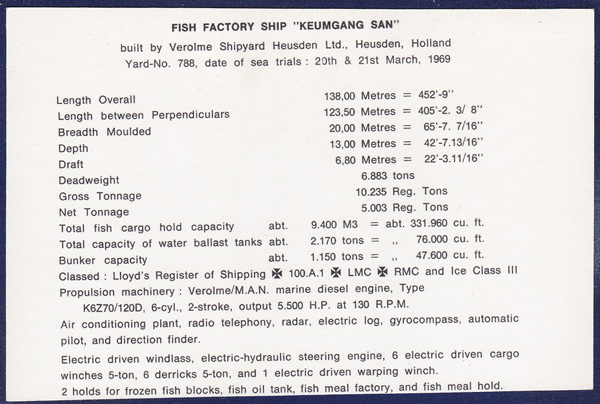 FISH FACTORY SHIP "KEUMGANG SAN"
built by Verolme Shipyard Heusden Ltd., Heusden, Holland
Yard-No. 788, date of sea trials : 20th & 21st March, 1969
Length Overall 138,00 Metres = 452'-9"
Length between Perpendiculars 123,50 Metres = 405'-2. 3/ 8"
Breadth Moulded 20,00 Metres = 65'-7. 7/16"
Depth 13,00 Metres = 42'-7.13/16"
Draft 6,80 Metres = 22'-3.11/16"
Deadweight 6.883 tons
Gross Tonnage 10.235 Reg. Tons
Net Tonnage 5.003 Reg. Tons
Total fish cargo hold capacity abt. 9.400 M3 = abt. 331.960 cu. ft.
Total capacity of water ballast tanks abt. 2.170 tons = „ 76.000 cu. ft.
Bunker capacity abt. 1.150 tons = „ 47.600 cu. ft.
Classed : Lloyd's Register of Shipping ✠ 100.A.1 ✠ LMC ✠ RMC and Ice Class III
Propulsion machinery : Verolme/M.A.N. marine diesel engine, Type
K6Z70/120D, 6-cyl., 2-stroke, output 5.500 H.P. at 130 R.P.M.
Air conditioning plant, radio telephony, radar, electric log, gyrocompass, automatic
pilot, and direction finder.
Electric driven windlass, electric-hydraulic steering engine, 6 electric driven cargo
winches 5-ton, 6 derricks 5-ton, and 1 electric driven warping winch.
2 holds for frozen fish blocks, fish oil tank, fish meal factory, and fish meal hold.